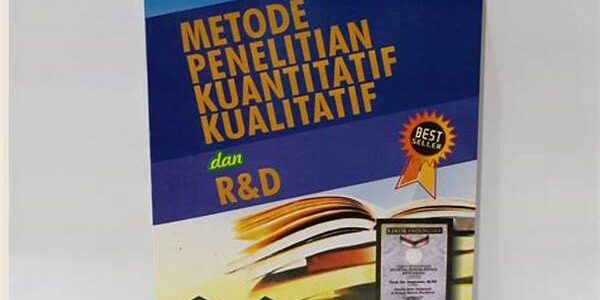 METODE
PENELITIAN
KUANTITATIF
KUALITATIF
dan
R&D
BEST
SELLER